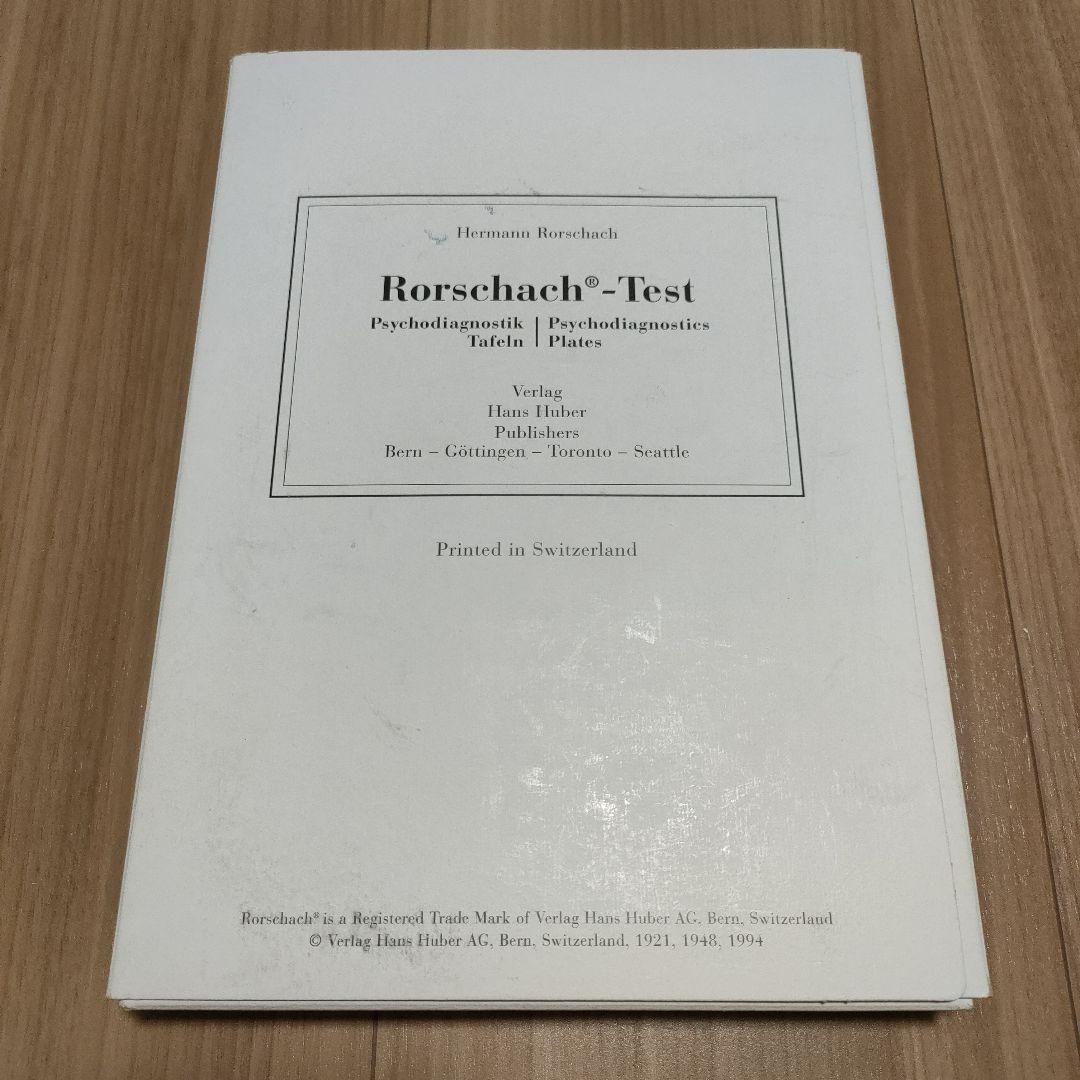 Hermann Rorschach
Rorschach®-Test
Psychodiagnostik | Psychodiagnostics
Tafeln | Plates
Verlag
Hans Huber
Publishers
Bern – Göttingen – Toronto – Seattle
Printed in Switzerland
Rorschach® is a Registered Trade Mark of Verlag Hans Huber AG, Bern, Switzerland
© Verlag Hans Huber AG, Bern, Switzerland, 1921, 1948, 1994